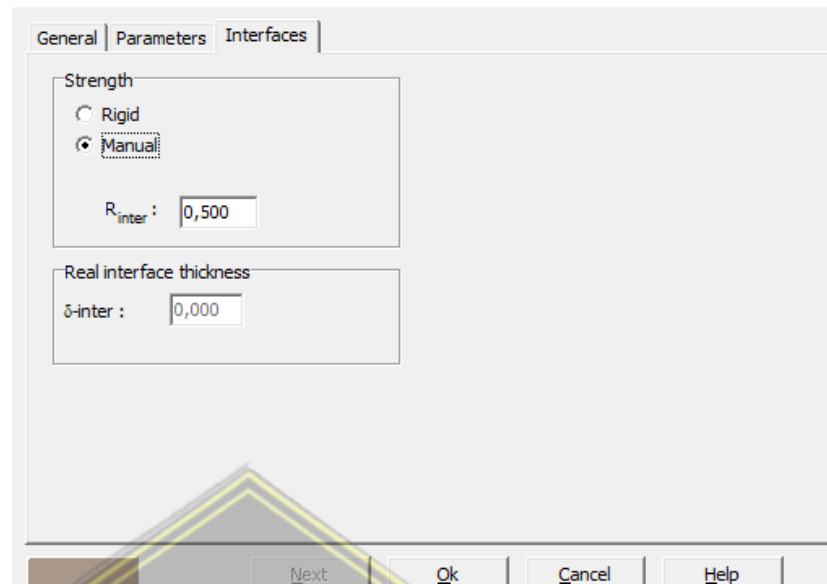 General Parameters Interfaces
Strength
Rigid
Manual
Rinter : 0,500
Real interface thickness
δ-inter : 0,000
Next Ok Cancel Help